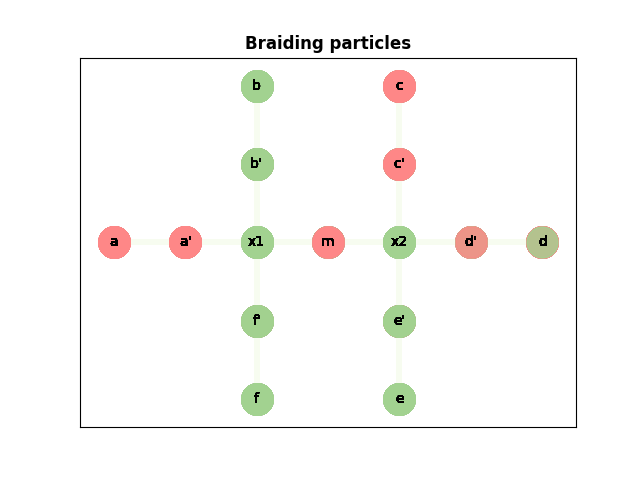 Braiding particles
b c
b' c'
a a' x1 m x2 d' d
f' e'
f e